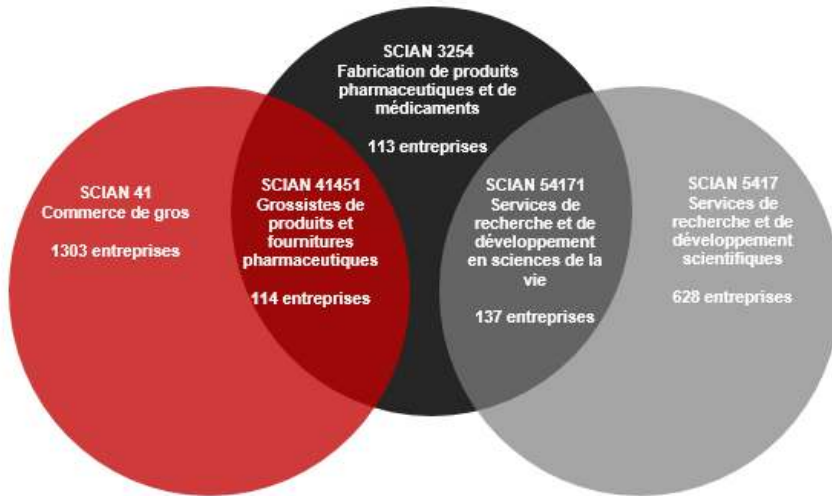 SCIAN 3254
Fabrication de produits
pharmaceutiques et de
médicaments
113 entreprises
SCIAN 41
Commerce de gros
1303 entreprises
SCIAN 41451
Grossistes de
produits et
fournitures
pharmaceutiques
114 entreprises
SCIAN 54171
Services de
recherche et de
développement
en sciences de la
vie
137 entreprises
SCIAN 5417
Services de
recherche et de
développement
scientifiques
628 entreprises